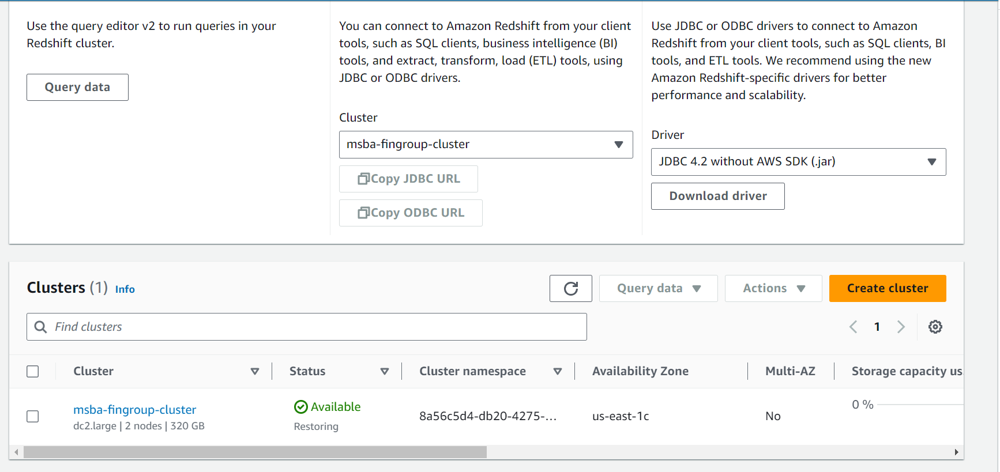 Use the query editor v2 to run queries in your
Redshift cluster.
Query data
You can connect to Amazon Redshift from your client
tools, such as SQL clients, business intelligence (BI)
tools, and extract, transform, load (ETL) tools, using
JDBC or ODBC drivers.
Cluster
msba-fingroup-cluster
Copy JDBC URL
Copy ODBC URL
Use JDBC or ODBC drivers to connect to Amazon
Redshift from your client tools, such as SQL clients, BI
tools, and ETL tools. We recommend using the new
Amazon Redshift-specific drivers for better
performance and scalability.
Driver
JDBC 4.2 without AWS SDK (.jar)
Download driver
Clusters (1) Info
Query data
Actions
Create cluster
Find clusters
1
Cluster Status Cluster namespace Availability Zone Multi-AZ Storage capacity us
msba-fingroup-cluster
dc2.large | 2 nodes | 320 GB
Available
Restoring
8a56c5d4-db20-4275-...
us-east-1c
No
0 %